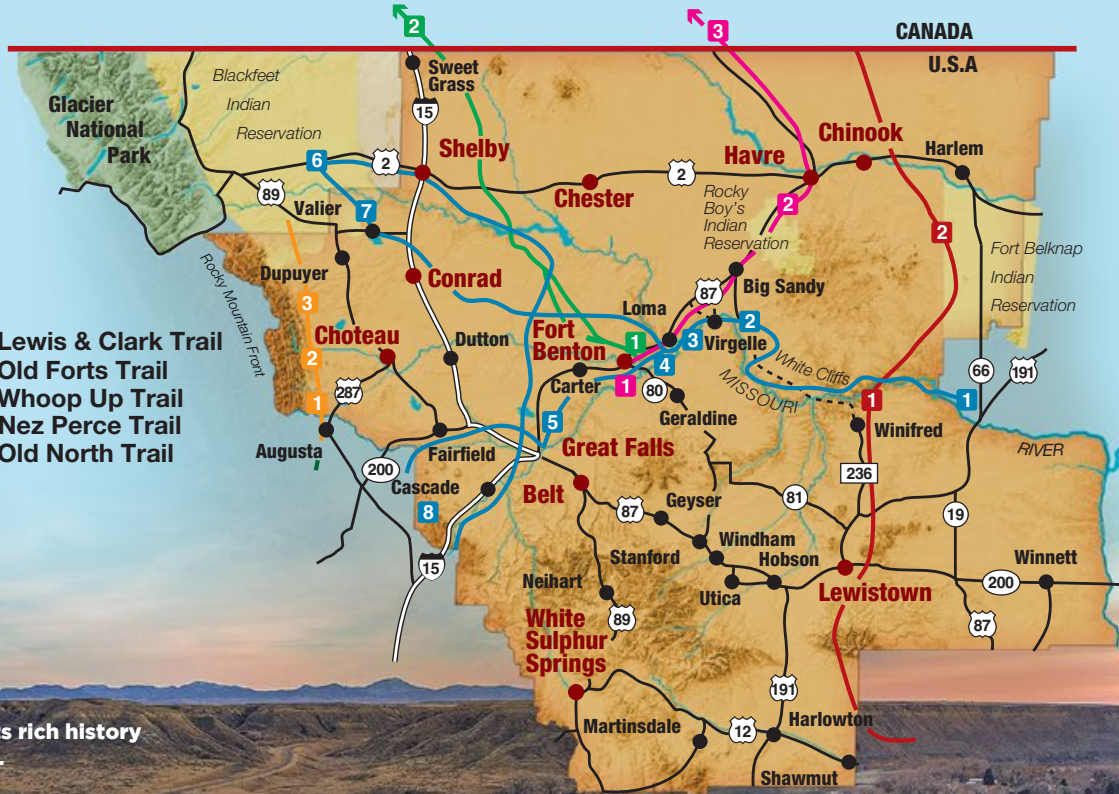 2
3
CANADA
U.S.A
Sweet
Grass
Blackfeet
Indian
Reservation
Glacier
National
Park
15
Shelby
Chinook
Harlem
Havre
6
2
2
Chester
89
Valier
7
Rocky
Boy's
Indian
Reservation
2
2
Fort Belknap
Indian
Reservation
Rocky Mountain Front
Dupuyer
Conrad
Big Sandy
87
3
Loma
Lewis & Clark Trail
Old Forts Trail
Whoop Up Trail
Nez Perce Trail
Old North Trail
Choteau
Dutton
Fort
Benton
1
3
2
Virgelle
4
2
White Cliffs
66
191
287
Carter
1
80
MISSOURI
1
1
1
Geraldine
5
Winifred
RIVER
Augusta
Fairfield
Great Falls
200
Cascade
236
Belt
8
87
Geyser
81
19
Windham
Hobson
Winnett
Stanford
15
Neihart
Utica
Lewistown
200
89
87
White
Sulphur
Springs
191
Martinsdale
12
Harlowton
Shawmut
s rich history